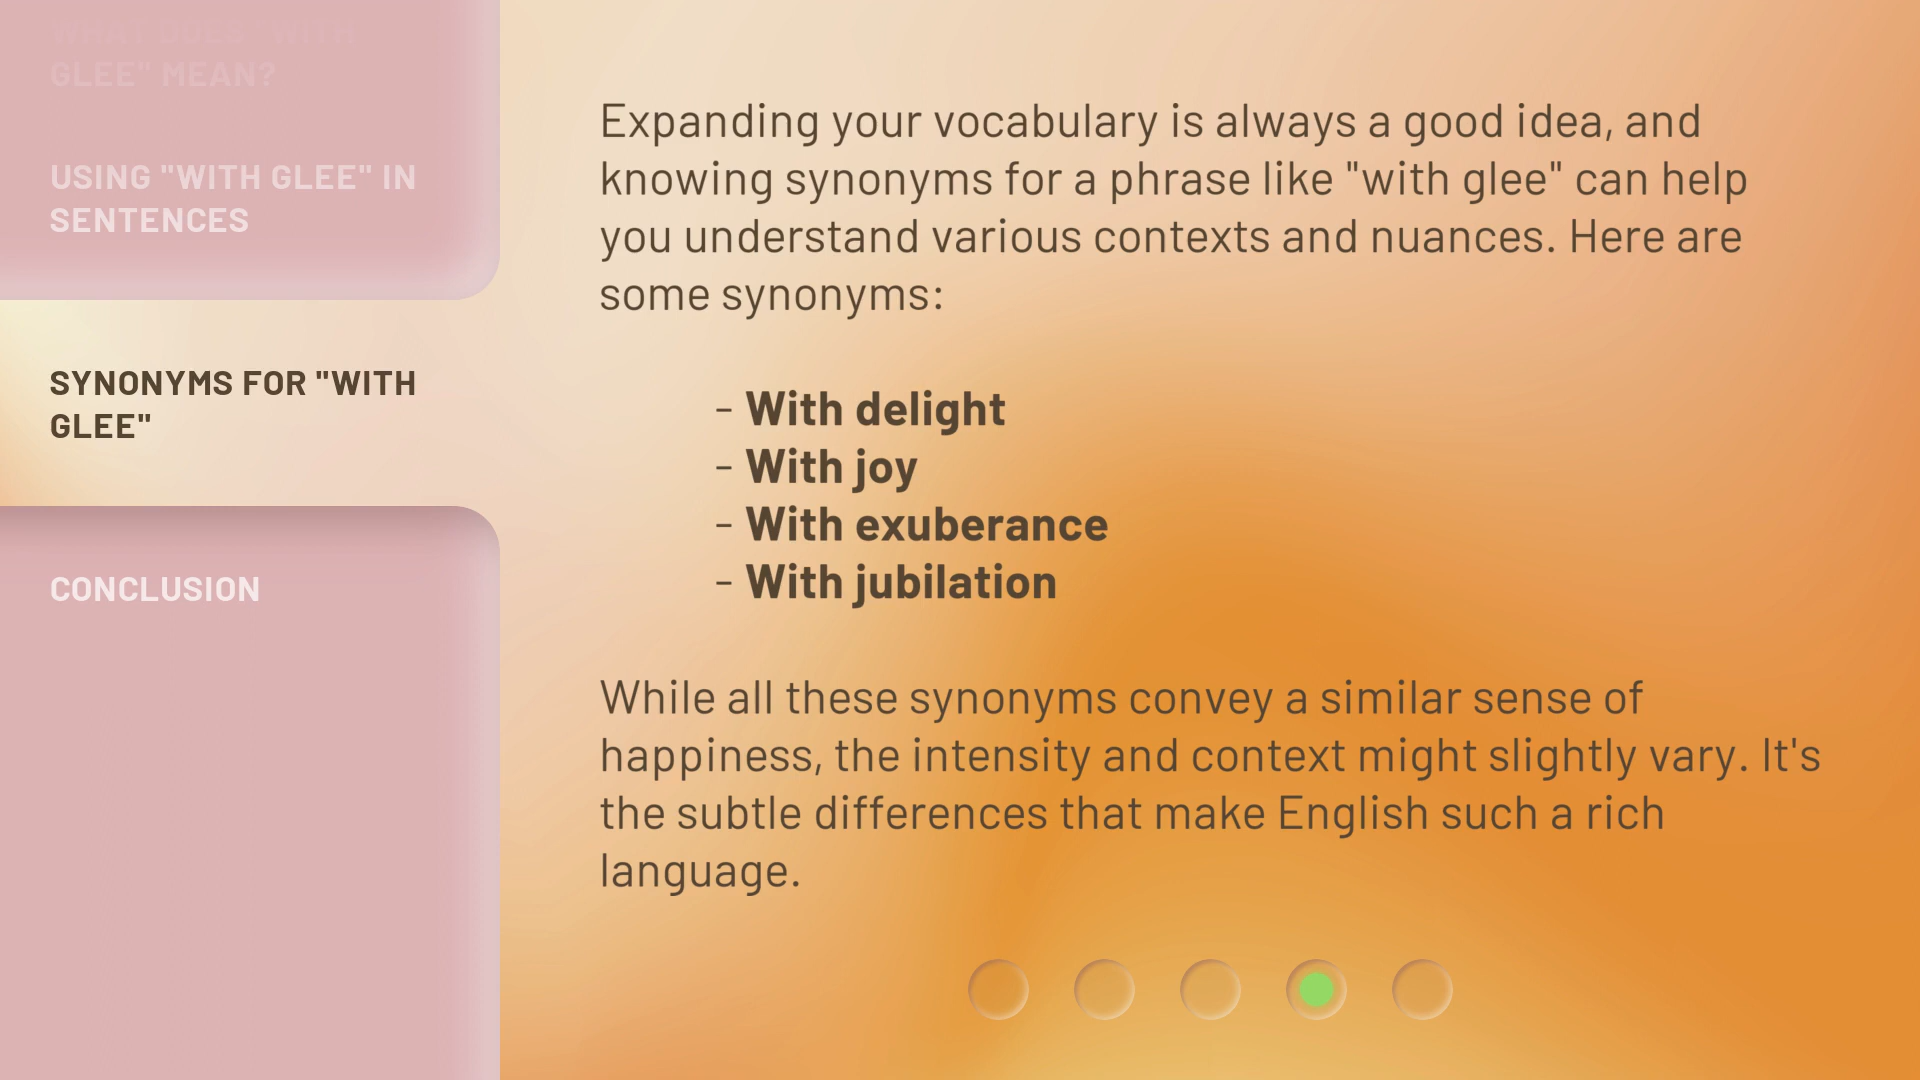 WHAT DOES "WITH
GLEE" MEAN?
USING "WITH GLEE" IN
SENTENCES
SYNONYMS FOR "WITH
GLEE"
CONCLUSION
Expanding your vocabulary is always a good idea, and
knowing synonyms for a phrase like "with glee" can help
you understand various contexts and nuances. Here are
some synonyms:
- With delight
- With joy
- With exuberance
- With jubilation
While all these synonyms convey a similar sense of
happiness, the intensity and context might slightly vary. It's
the subtle differences that make English such a rich
language.